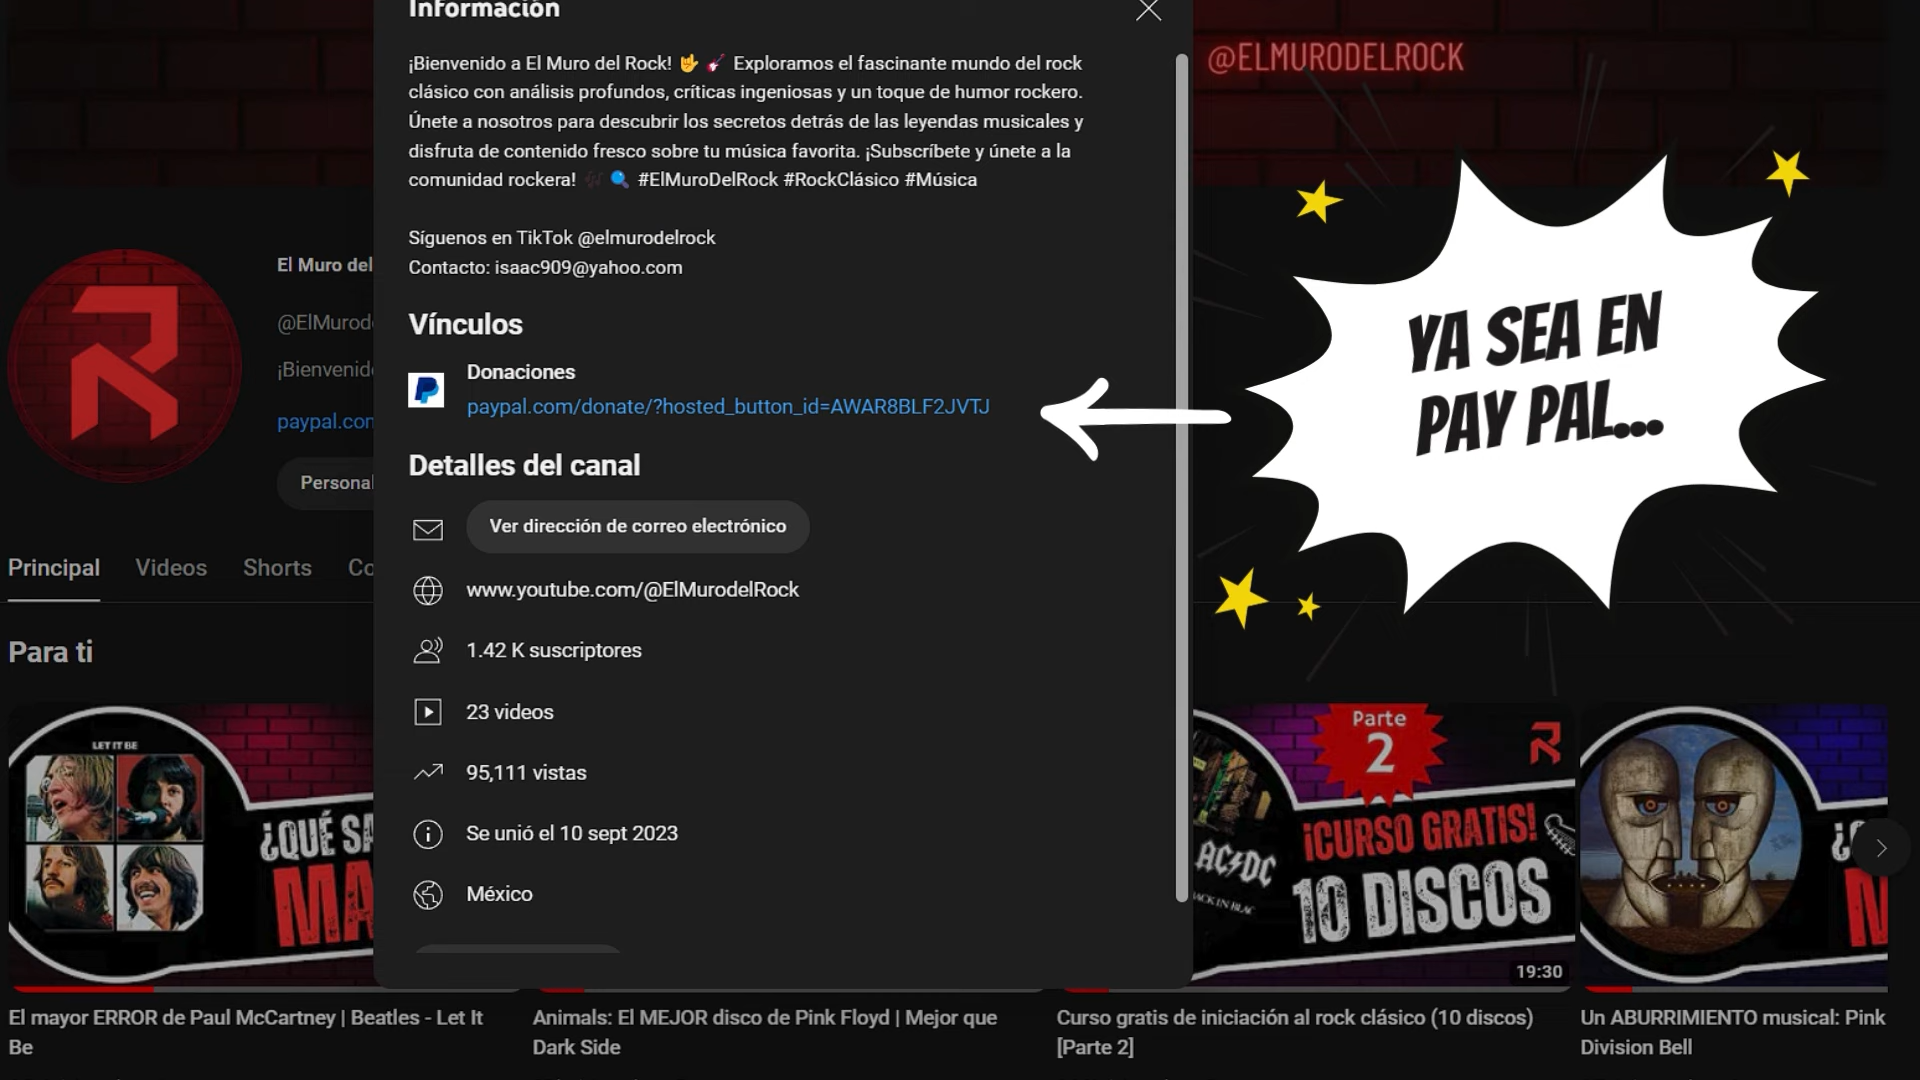 Información
¡Bienvenido a El Muro del Rock! 🤘 🎸 Exploramos el fascinante mundo del rock
clásico con análisis profundos, críticas ingeniosas y un toque de humor rockero.
Únete a nosotros para descubrir los secretos detrás de las leyendas musicales y
disfruta de contenido fresco sobre tu música favorita. ¡Subscríbete y únete a la
comunidad rockera! 🎶 🔍 #ElMuroDelRock #RockClásico #Música
Síguenos en TikTok @elmurodelrock
Contacto: isaac909@yahoo.com
Vínculos
Donaciones
paypal.com/donate/?hosted_button_id=AWAR8BLF2JVTJ
Detalles del canal
Ver dirección de correo electrónico
www.youtube.com/@ElMurodelRock
1.42 K suscriptores
23 videos
95,111 vistas
Se unió el 10 sept 2023
México
@ELMURODELROCK
YA SEA EN
PAY PAL...
El Muro del
@ElMurod
¡Bienvenid
paypal.com
Personal
Principal
Videos
Shorts
Co
Para ti
LET IT BE
¿QUÉ SA
MA
Parte
2
¡CURSO GRATIS!
10 DISCOS
AC/DC
BACK IN BLAC
19:30
El mayor ERROR de Paul McCartney | Beatles - Let It
Be
Animals: El MEJOR disco de Pink Floyd | Mejor que
Dark Side
Curso gratis de iniciación al rock clásico (10 discos)
[Parte 2]
Un ABURRIMIENTO musical: Pink
Division Bell